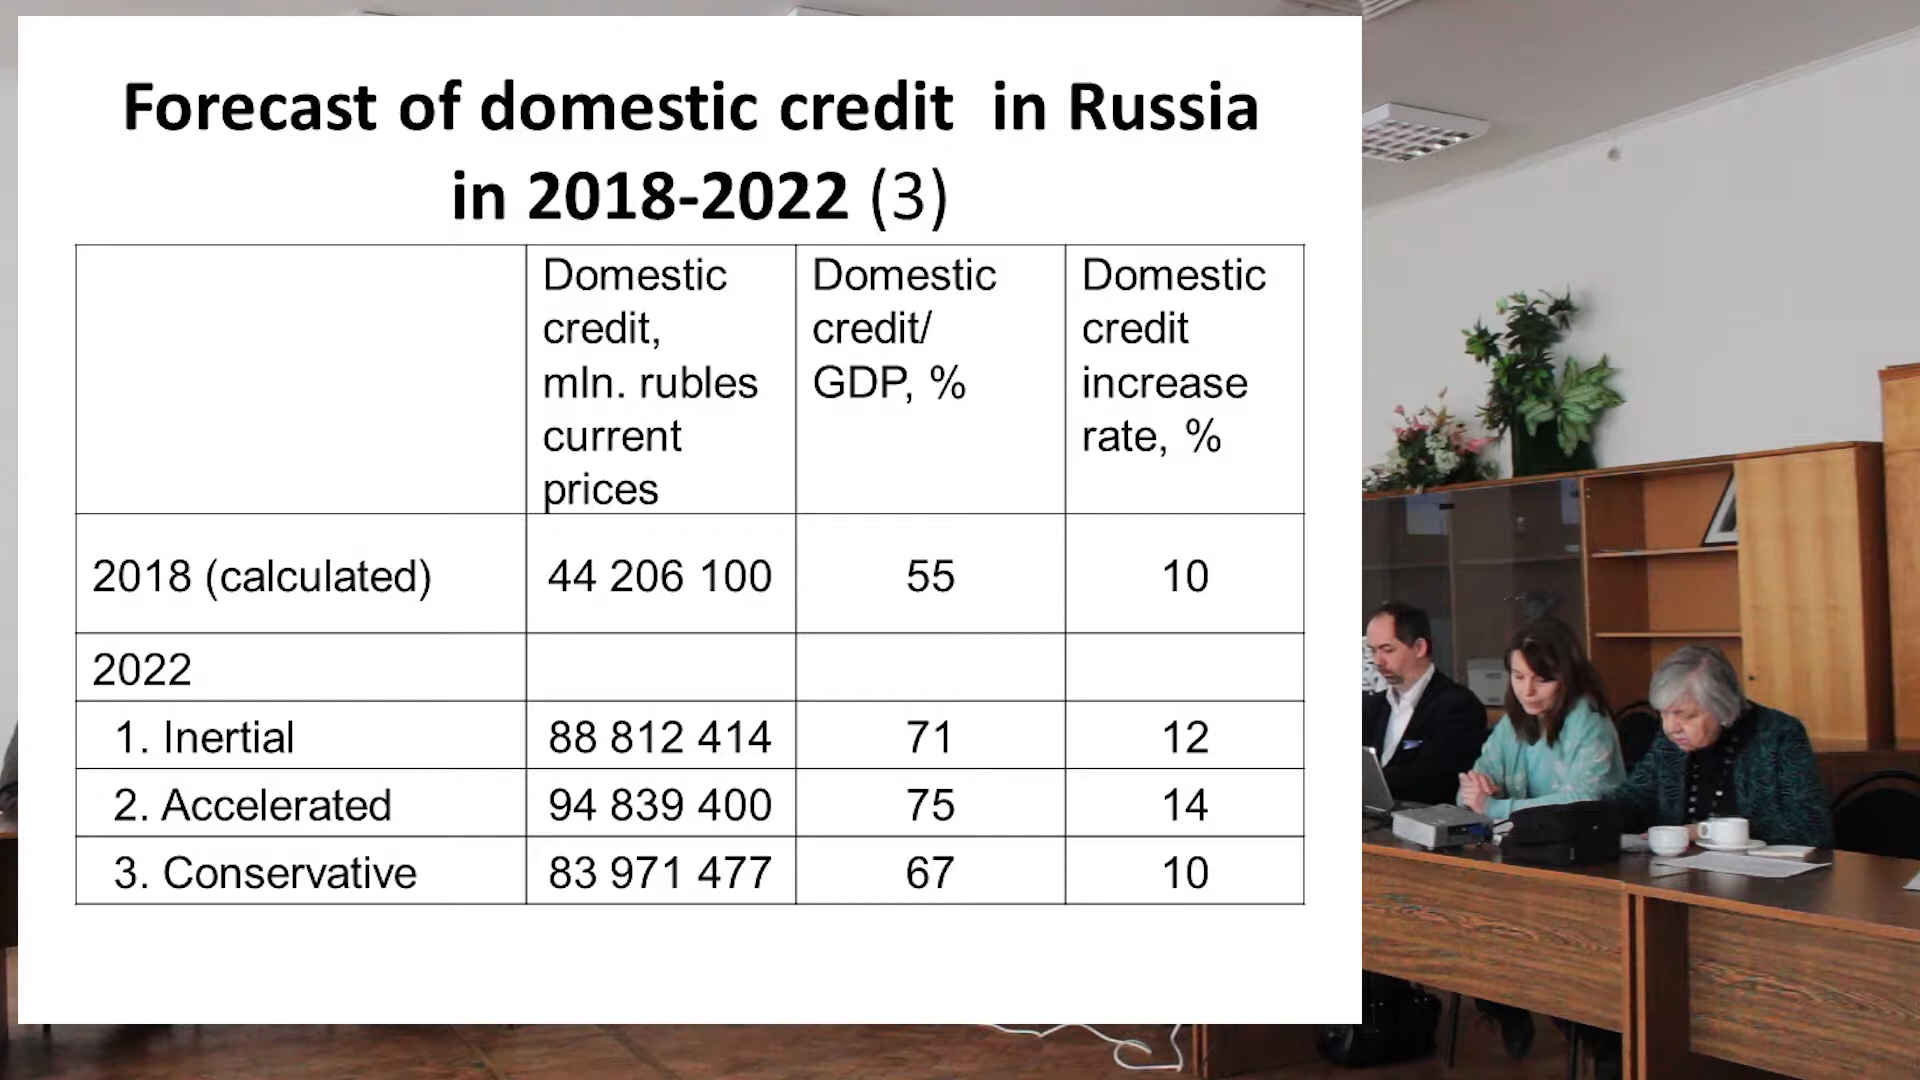 Forecast of domestic credit  in Russia
in 2018-2022 (3)
Domestic
credit,
mln. rubles
current
prices
Domestic
credit/
GDP, %
Domestic
credit
increase
rate, %
2018 (calculated) 44 206 100 55 10
2022
1. Inertial 88 812 414 71 12
2. Accelerated 94 839 400 75 14
3. Conservative 83 971 477 67 10